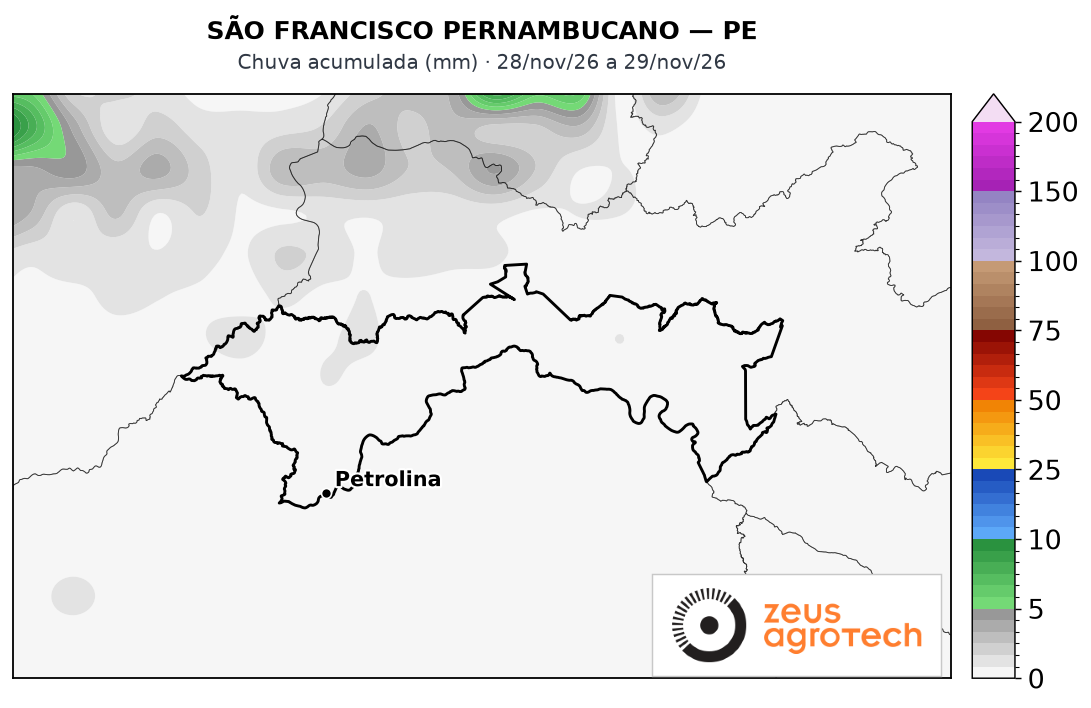 SÃO FRANCISCO PERNAMBUCANO — PE
Chuva acumulada (mm) · 28/nov/26 a 29/nov/26
200
150
100
75
50
25
10
5
0
Petrolina
zeus
agrotech